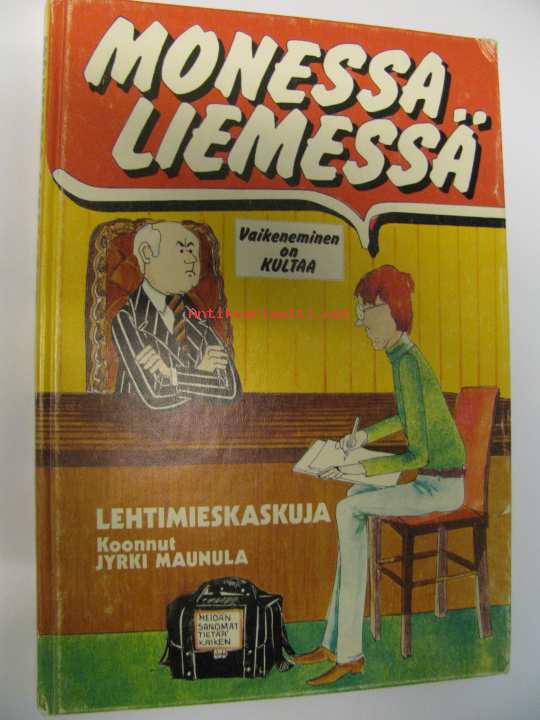 MONESSA
LIEMESSÄ
Vaikeneminen
on
KULTAA
Antikvariaatti.net
LEHTIMIESKASKUJA
Koonnut
JYRKI MAUNULA
MEIDÄN
SANOMAT
TIETÄÄ
KAIKEN